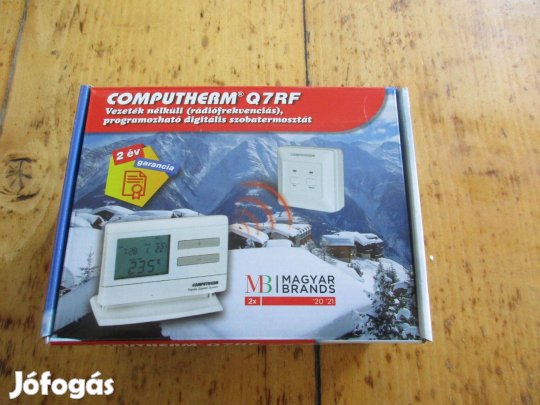 COMPUTHERM® Q7RF
Vezeték nélküli (rádiófrekvenciás),
programozható digitális szobatermosztát
2 év
garancia
COMPUTHERM
COMPUTHERM
MB MAGYAR
BRANDS
2x '20 '21
Jófogás